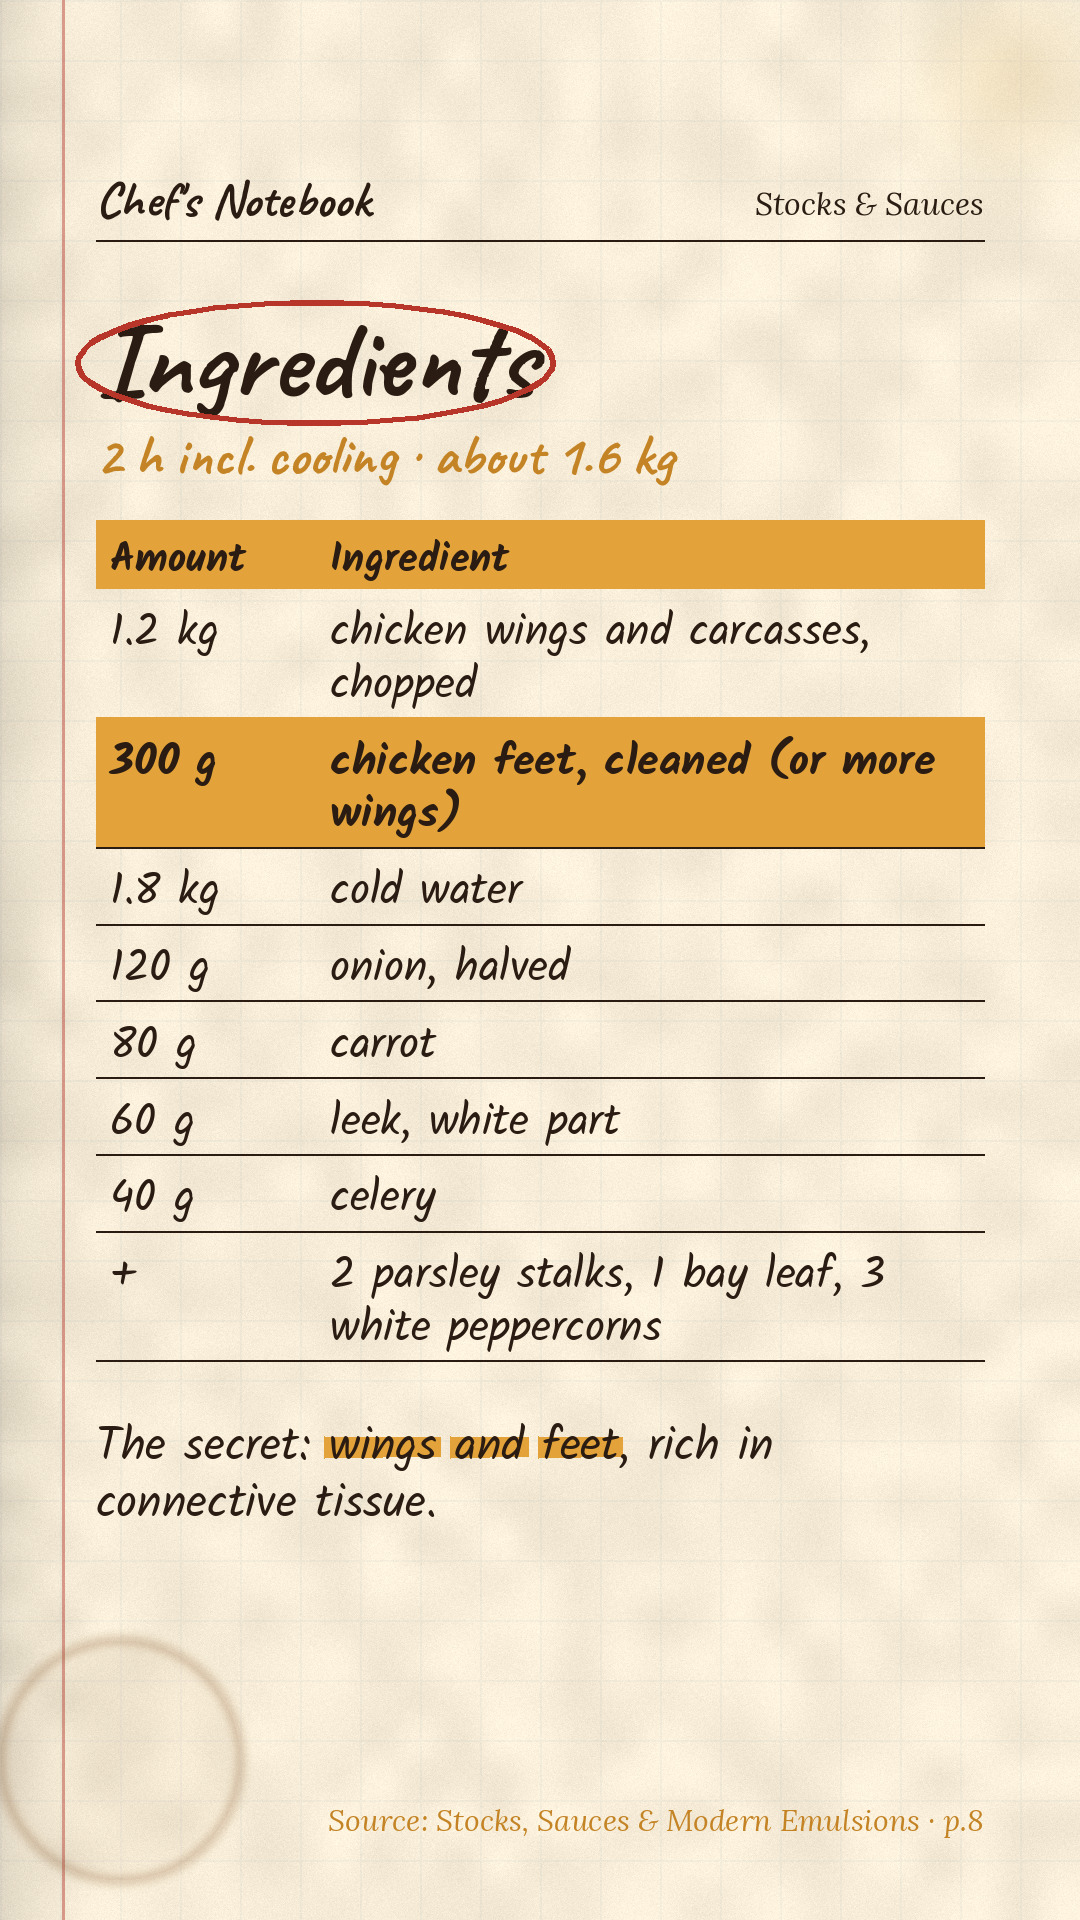 Chef's Notebook
Stocks & Sauces
Ingredients
2 h incl. cooling · about 1.6 kg
Amount Ingredient
1.2 kg chicken wings and carcasses,
chopped
300 g chicken feet, cleaned (or more
wings)
1.8 kg cold water
120 g onion, halved
80 g carrot
60 g leek, white part
40 g celery
+ 2 parsley stalks, 1 bay leaf, 3
white peppercorns
The secret: wings and feet, rich in
connective tissue.
Source: Stocks, Sauces & Modern Emulsions · p.8